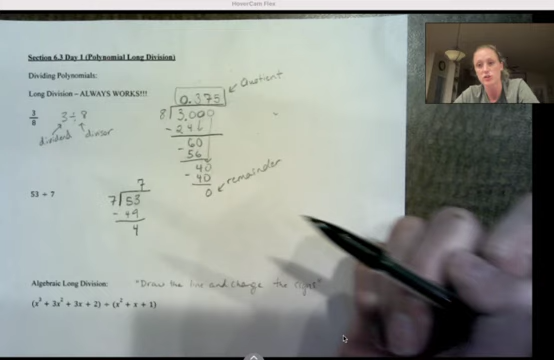 HoverCam Flex
Section 6.3 Day 1 (Polynomial Long Division)
Dividing Polynomials:
Long Division – ALWAYS WORKS!!!
3/8 3 ÷ 8
dividend divisor
0.375 Quotient
8 3.000
- 24
60
- 56
40
- 40
0 remainder
53 ÷ 7
7
7 53
- 49
4
Algebraic Long Division: "Draw the line and change the signs"
(x³ + 3x² + 3x + 2) ÷ (x² + x + 1)